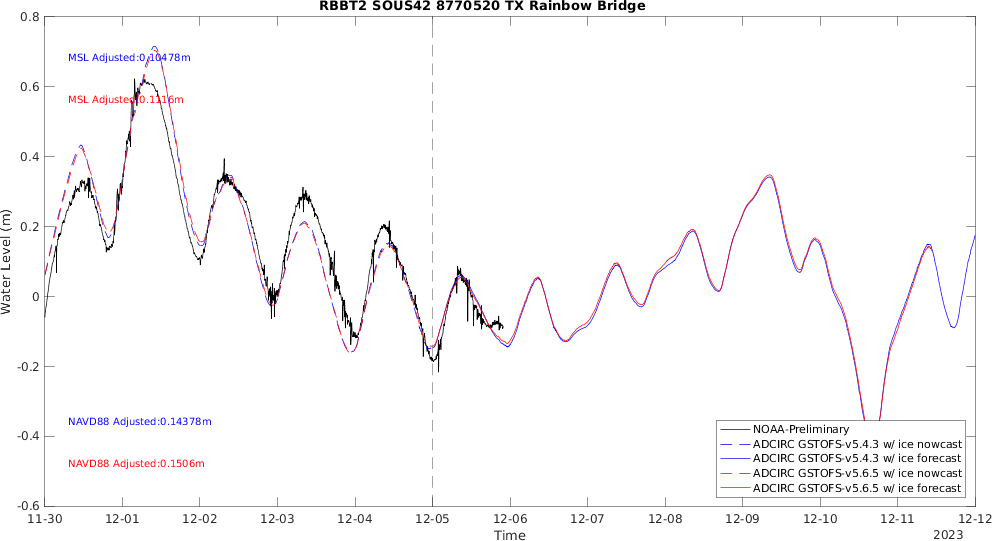 RBBT2 SOUS42 8770520 TX Rainbow Bridge
0.8
0.6
0.4
0.2
0
-0.2
-0.4
-0.6
Water Level (m)
MSL Adjusted:0.10478m
MSL Adjusted:0.1116m
NAVD88 Adjusted:0.14378m
NAVD88 Adjusted:0.1506m
NOAA-Preliminary
ADCIRC GSTOFS-v5.4.3 w/ ice nowcast
ADCIRC GSTOFS-v5.4.3 w/ ice forecast
ADCIRC GSTOFS-v5.6.5 w/ ice nowcast
ADCIRC GSTOFS-v5.6.5 w/ ice forecast
11-30 12-01 12-02 12-03 12-04 12-05 12-06 12-07 12-08 12-09 12-10 12-11 12-12
Time
2023